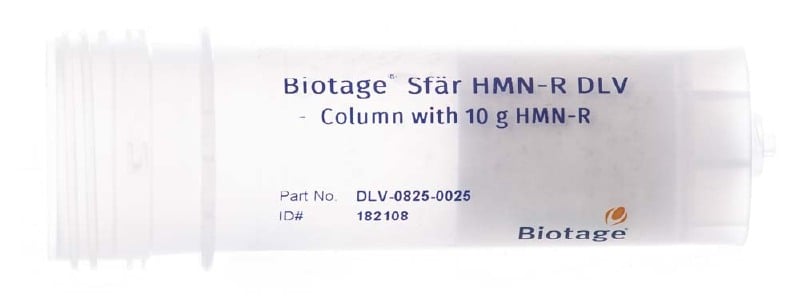 Biotage® Sfär HMN-R DLV
- Column with 10 g HMN-R
Part No. DLV-0825-0025
ID# 182108
Biotage®